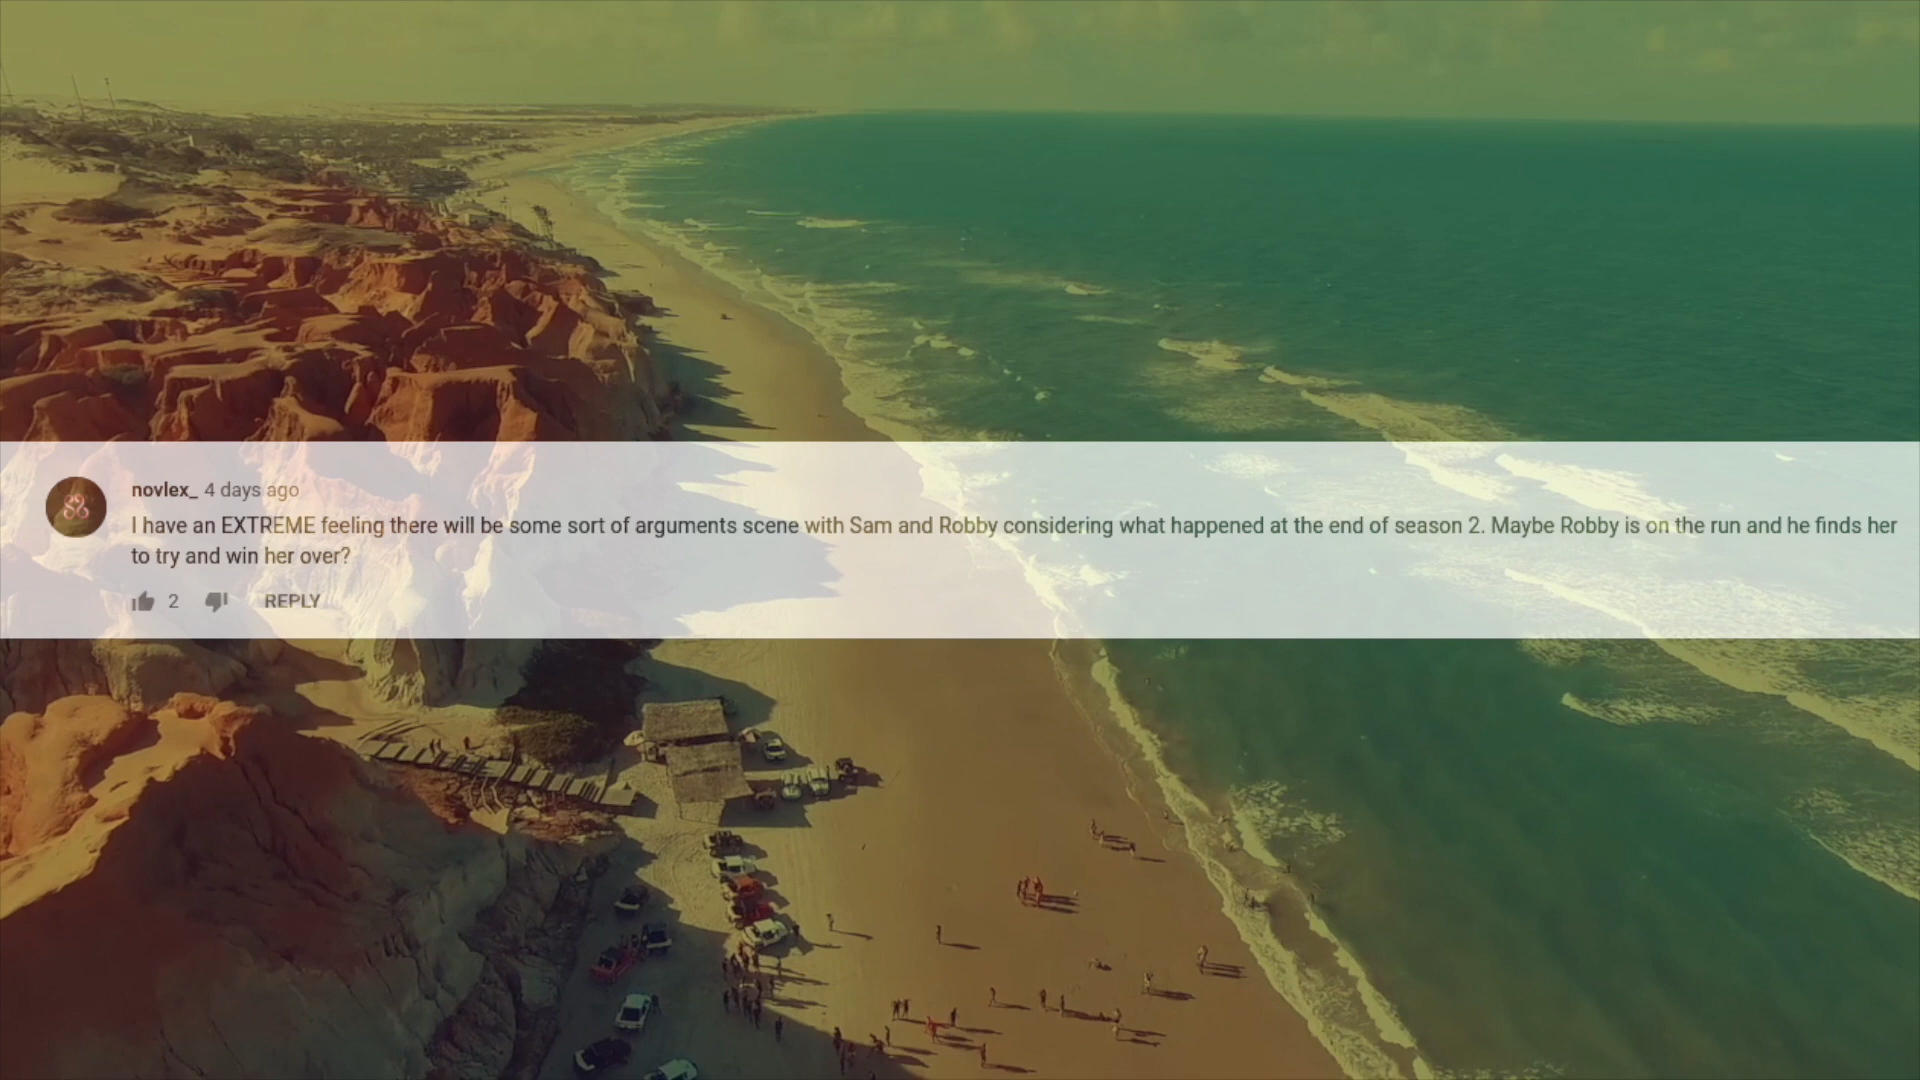 novlex_ 4 days ago
I have an EXTREME feeling there will be some sort of arguments scene with Sam and Robby considering what happened at the end of season 2. Maybe Robby is on the run and he finds her
to try and win her over?
2 REPLY